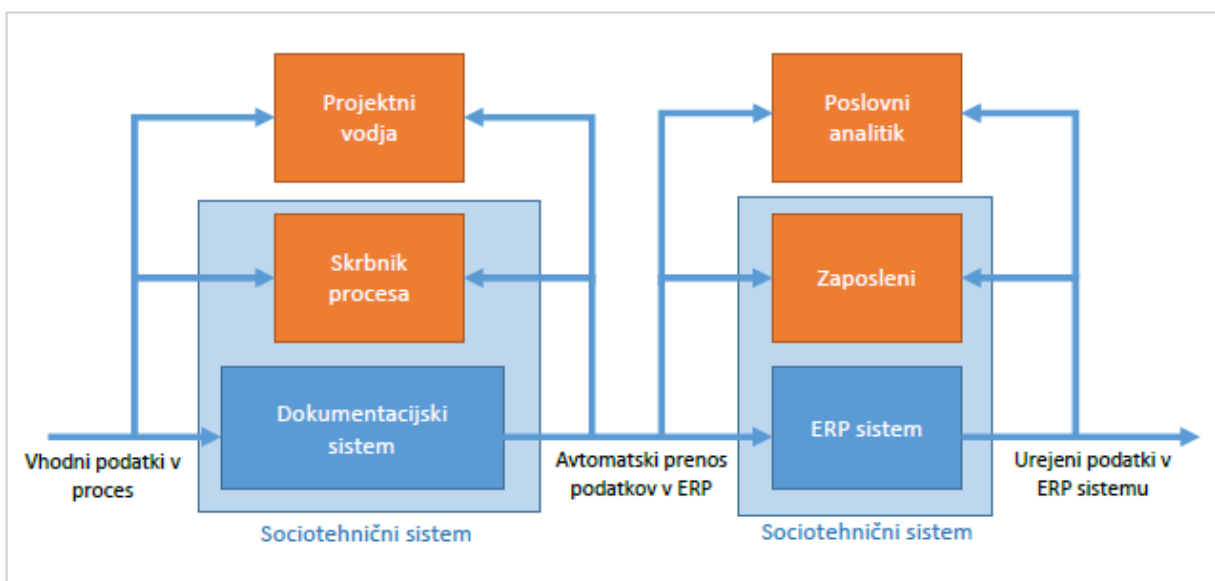 Projektni
vodja
Poslovni
analitik
Skrbnik
procesa
Zaposleni
Dokumentacijski
sistem
ERP sistem
Vhodni podatki v
proces
Avtomatski prenos
podatkov v ERP
Urejeni podatki v
ERP sistemu
Sociotehnični sistem
Sociotehnični sistem